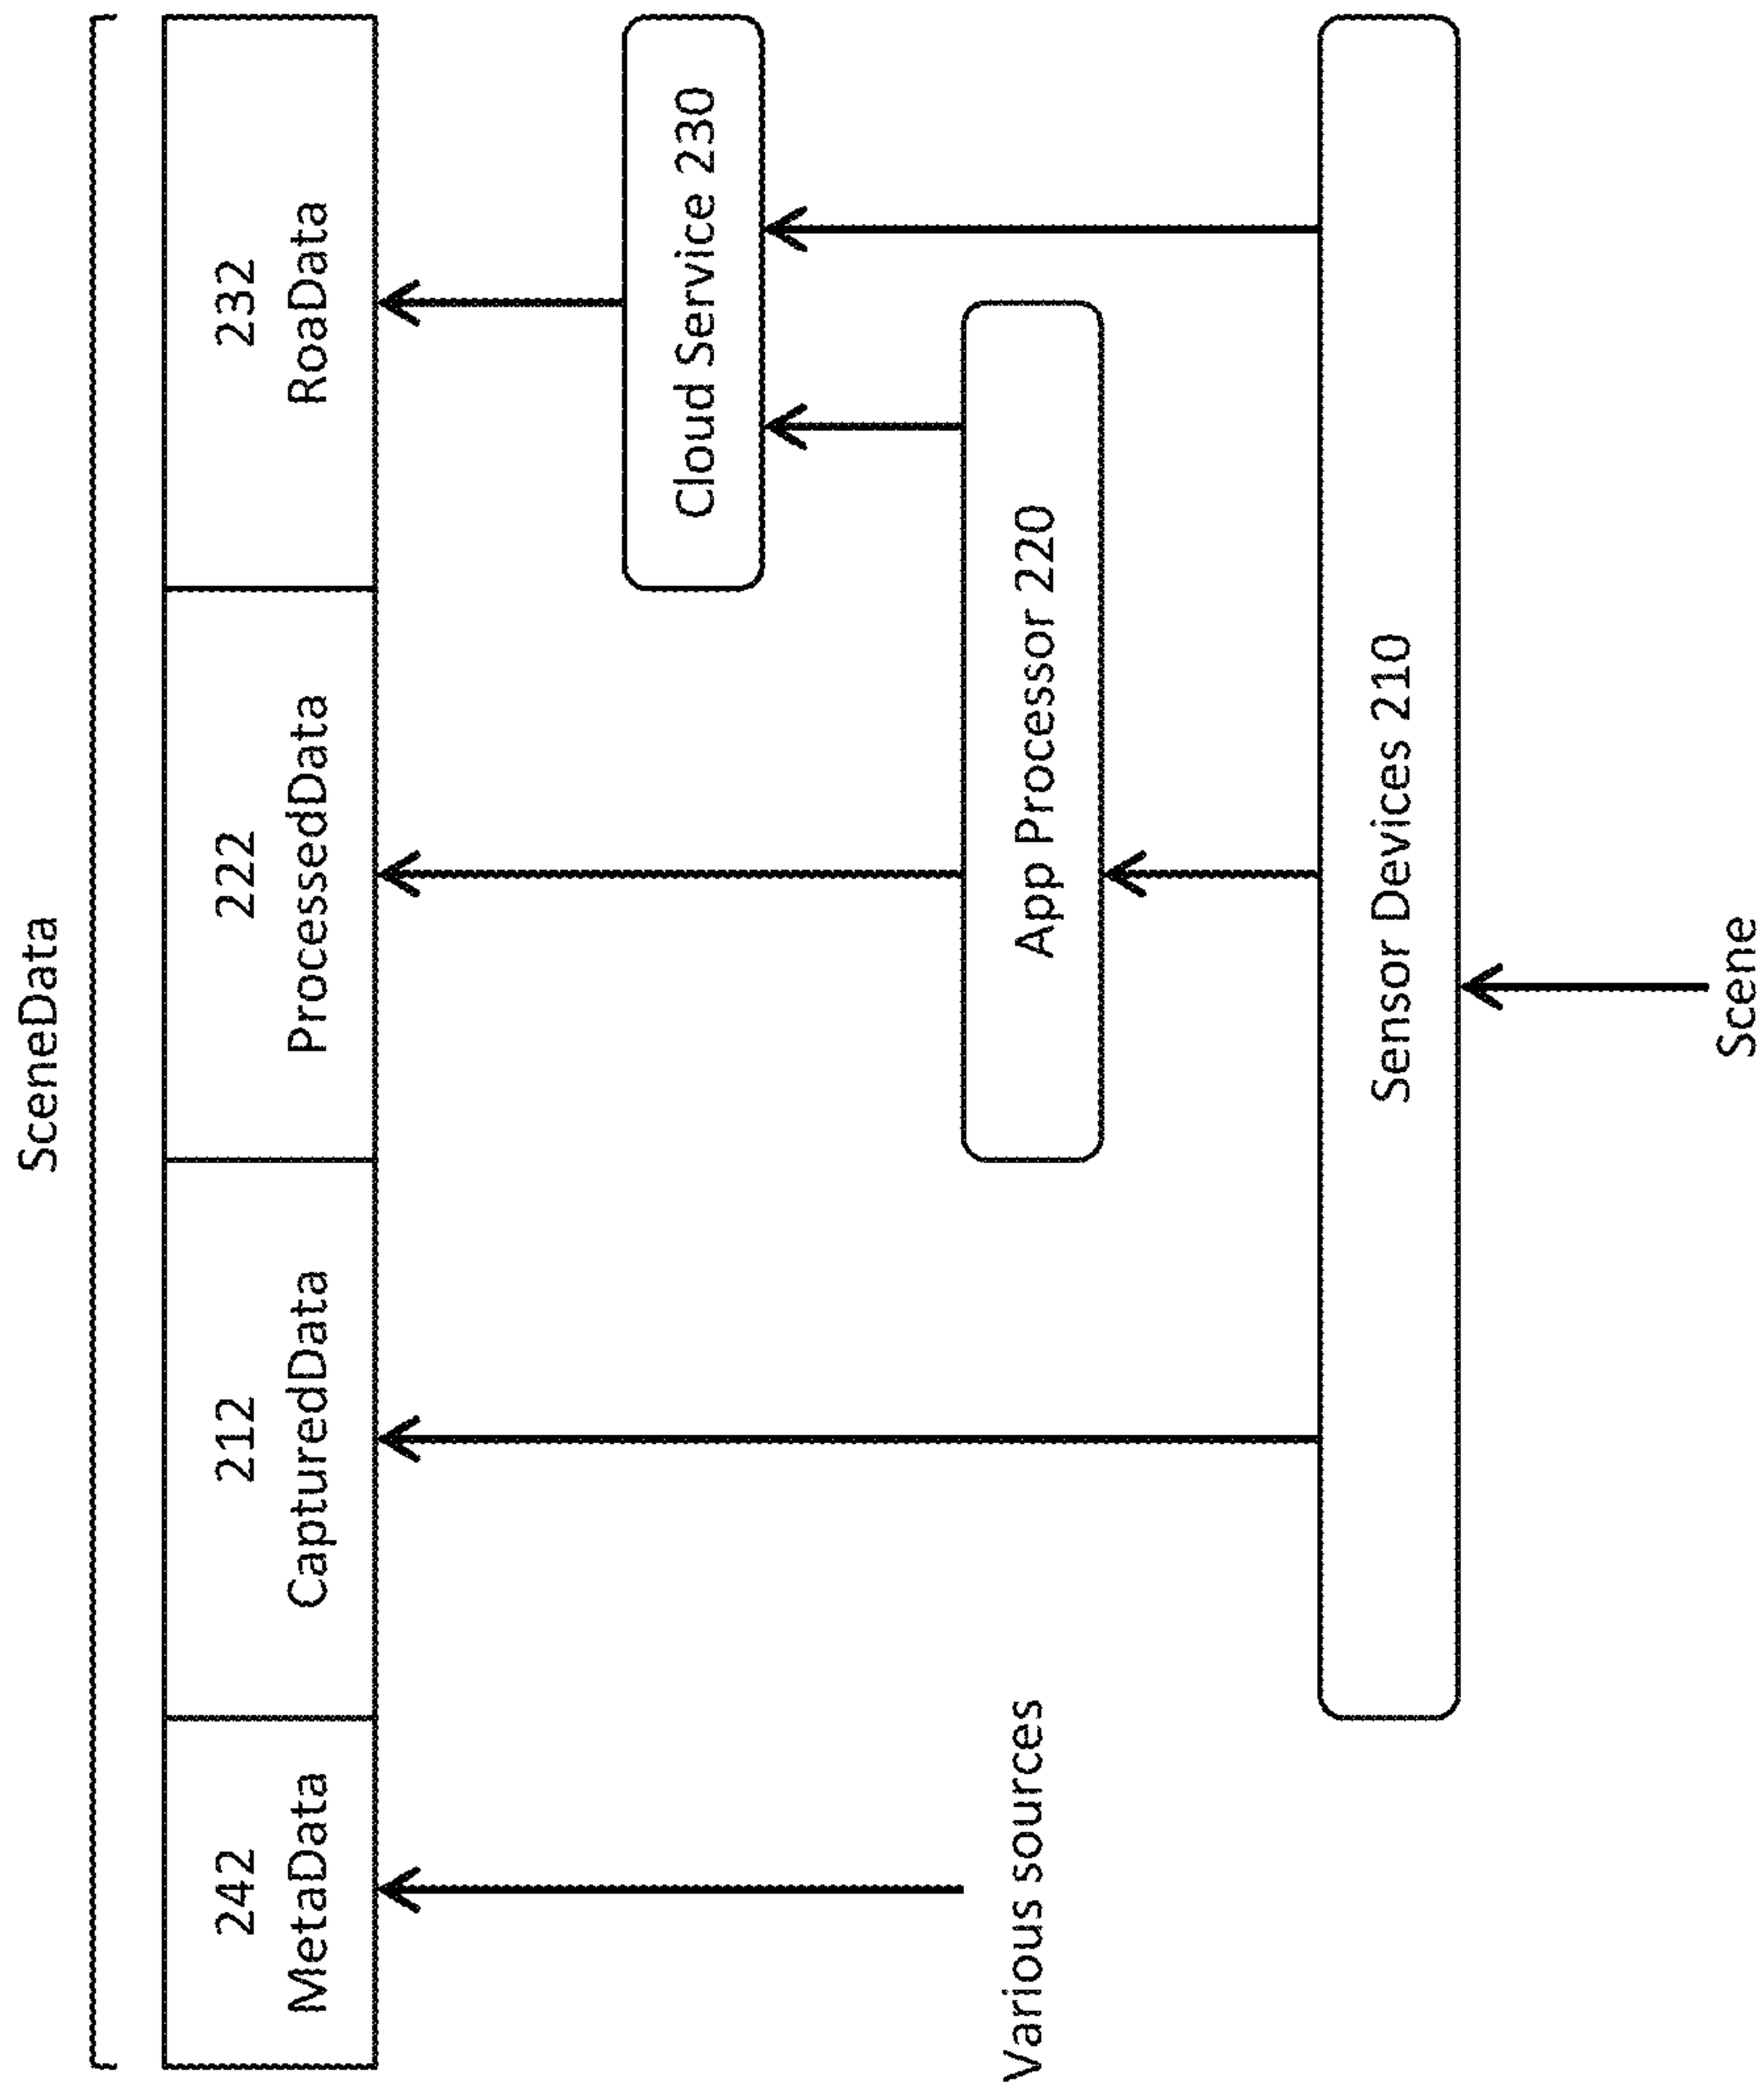 SceneData
242
MetaData
212
CapturedData
222
ProcessedData
232
RoaData
Cloud Service 230
Various sources
App Processor 220
Sensor Devices 210
Scene